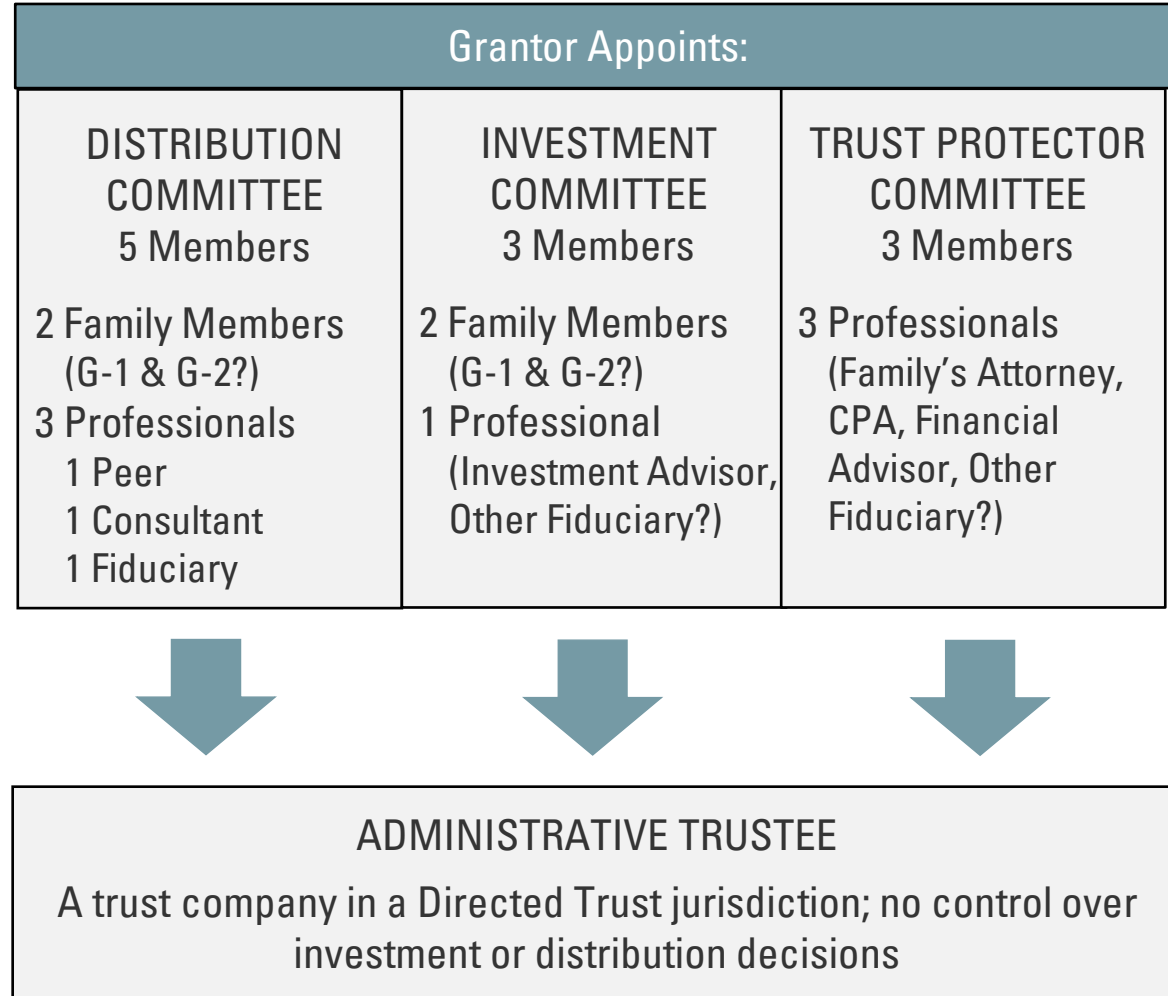 Grantor Appoints:
DISTRIBUTION
COMMITTEE
5 Members
2 Family Members
(G-1 & G-2?)
3 Professionals
1 Peer
1 Consultant
1 Fiduciary
INVESTMENT
COMMITTEE
3 Members
2 Family Members
(G-1 & G-2?)
1 Professional
(Investment Advisor,
Other Fiduciary?)
TRUST PROTECTOR
COMMITTEE
3 Members
3 Professionals
(Family’s Attorney,
CPA, Financial
Advisor, Other
Fiduciary?)
ADMINISTRATIVE TRUSTEE
A trust company in a Directed Trust jurisdiction; no control over
investment or distribution decisions